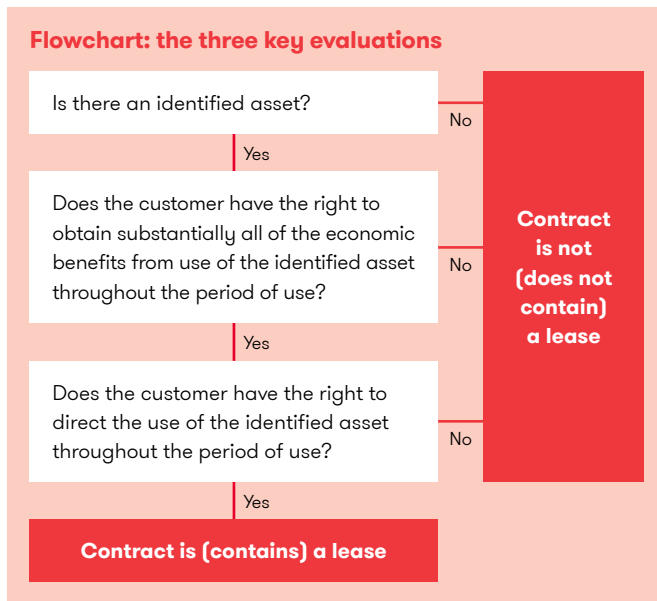 Flowchart: the three key evaluations
Is there an identified asset?
No
Yes
Does the customer have the right to
obtain substantially all of the economic
benefits from use of the identified asset
throughout the period of use?
No
Yes
Does the customer have the right to
direct the use of the identified asset
throughout the period of use?
No
Yes
Contract is (contains) a lease
Contract
is not
(does not
contain)
a lease